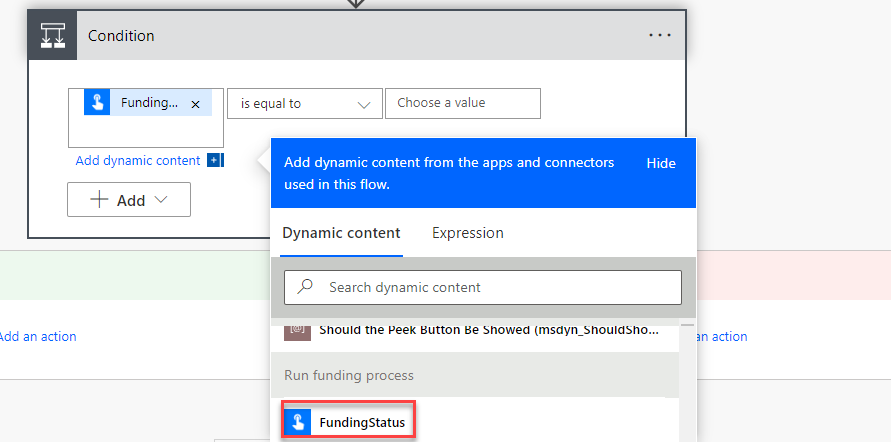 Condition
Funding...
is equal to
Choose a value
Add dynamic content
Add
Add dynamic content from the apps and connectors
used in this flow.
Hide
Dynamic content
Expression
Search dynamic content
Should the Peek Button Be Showed (msdyn_ShouldSho...
Add an action
an action
Run funding process
FundingStatus